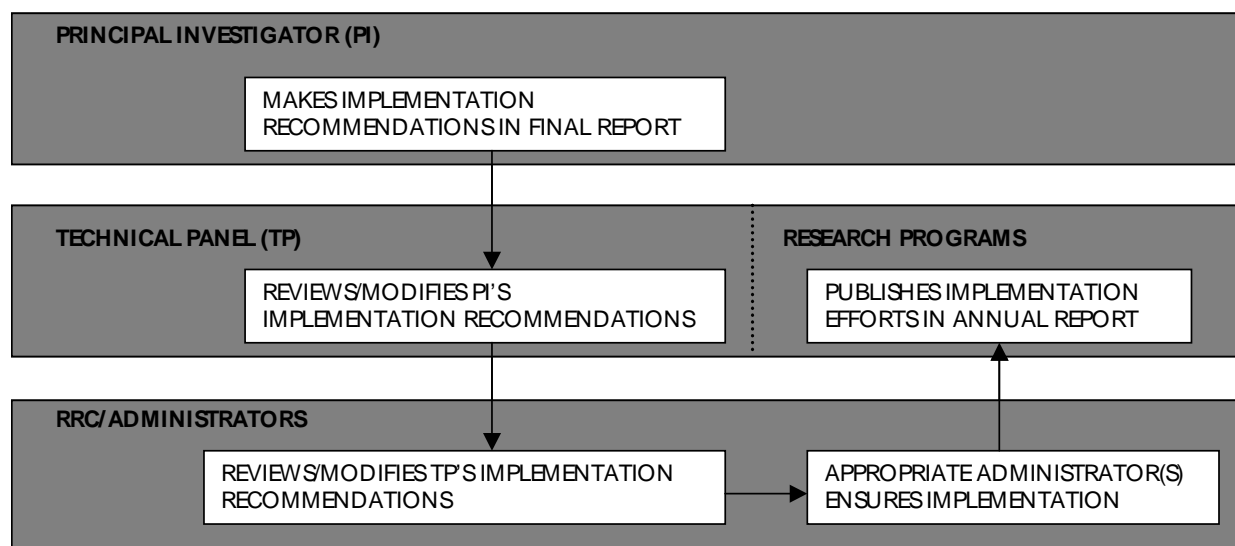 PRINCIPAL INVESTIGATOR (PI)
MAKES IMPLEMENTATION
RECOMMENDATIONS IN FINAL REPORT
TECHNICAL PANEL (TP)
REVIEWS/MODIFIES PI'S
IMPLEMENTATION RECOMMENDATIONS
RESEARCH PROGRAMS
PUBLISHES IMPLEMENTATION
EFFORTS IN ANNUAL REPORT
RRC/ADMINISTRATORS
REVIEWS/MODIFIES TP'S IMPLEMENTATION
RECOMMENDATIONS
APPROPRIATE ADMINISTRATOR(S)
ENSURES IMPLEMENTATION